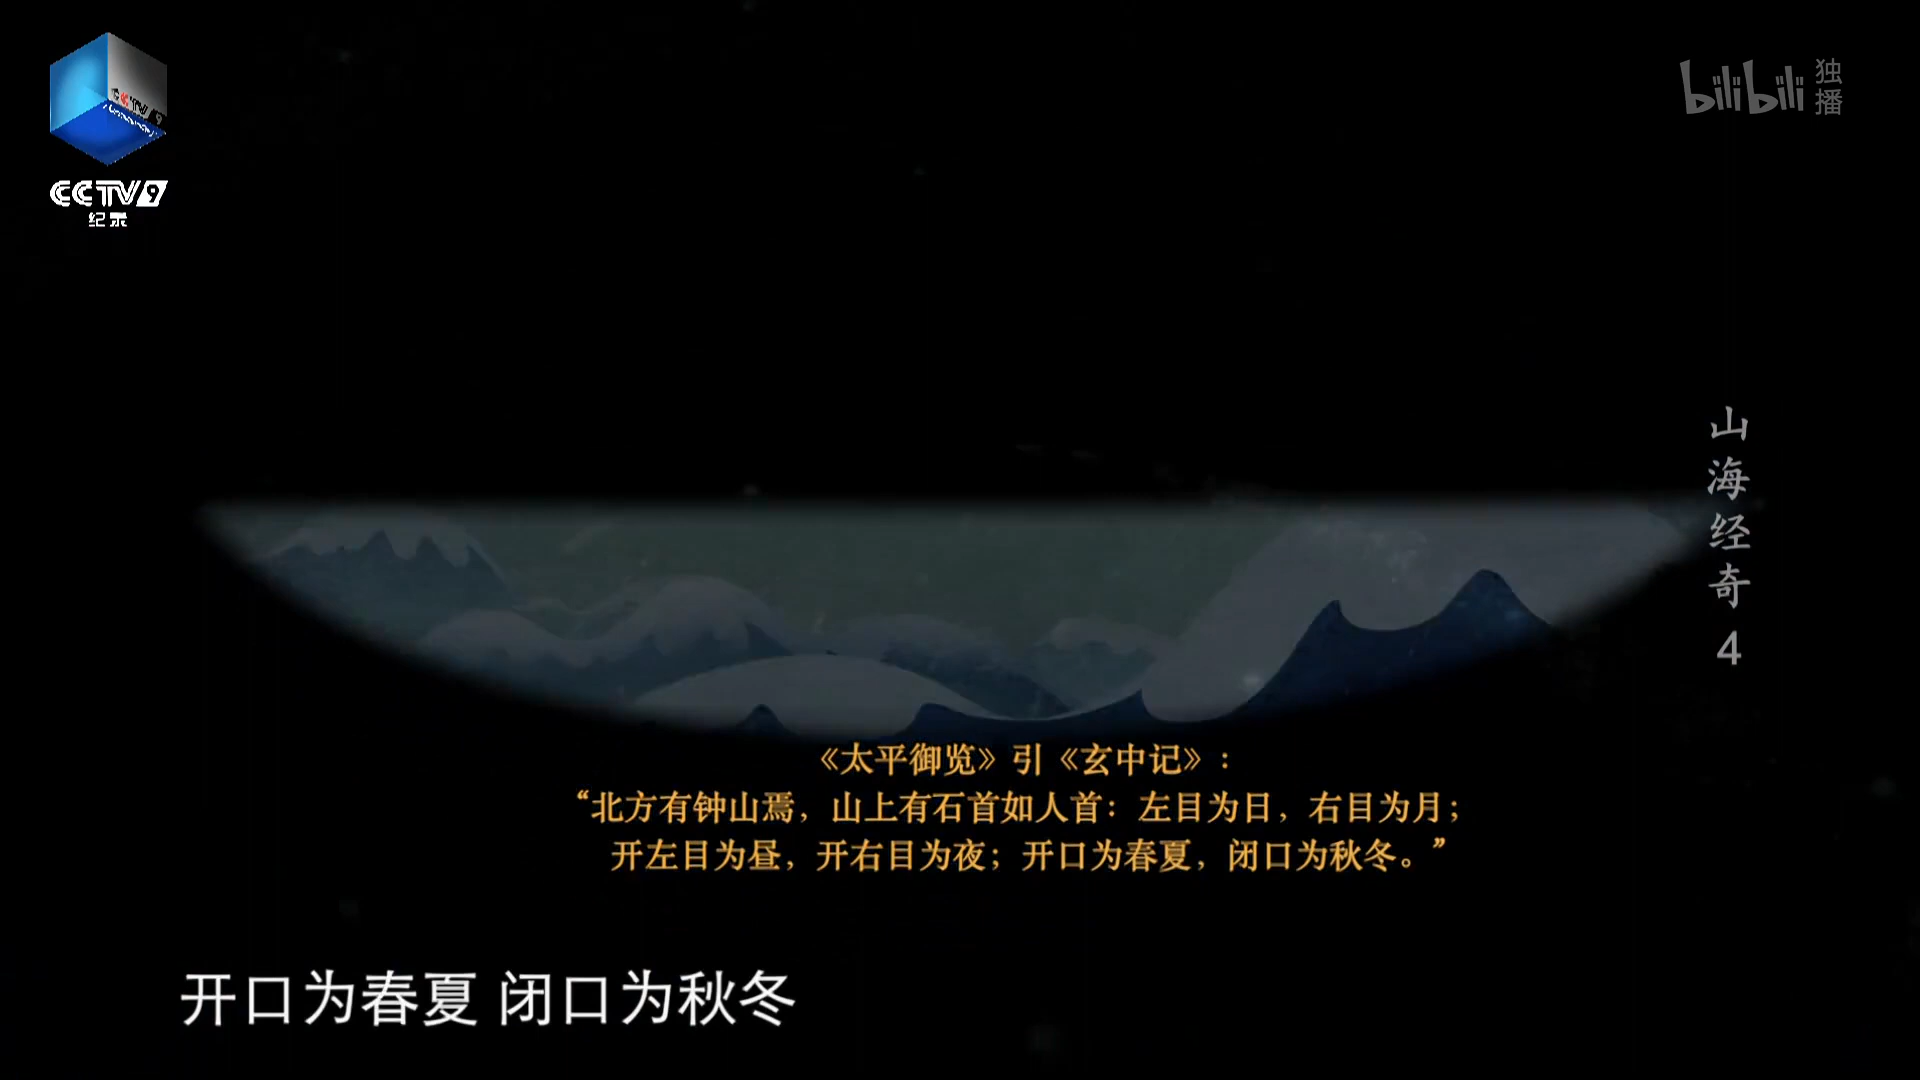 CCTV 9
纪录
bilibili 独播
山海经奇 4
《太平御览》引《玄中记》:
“北方有钟山焉，山上有石首如人首：左目为日，右目为月；
开左目为昼，开右目为夜；开口为春夏，闭口为秋冬。”
开口为春夏 闭口为秋冬